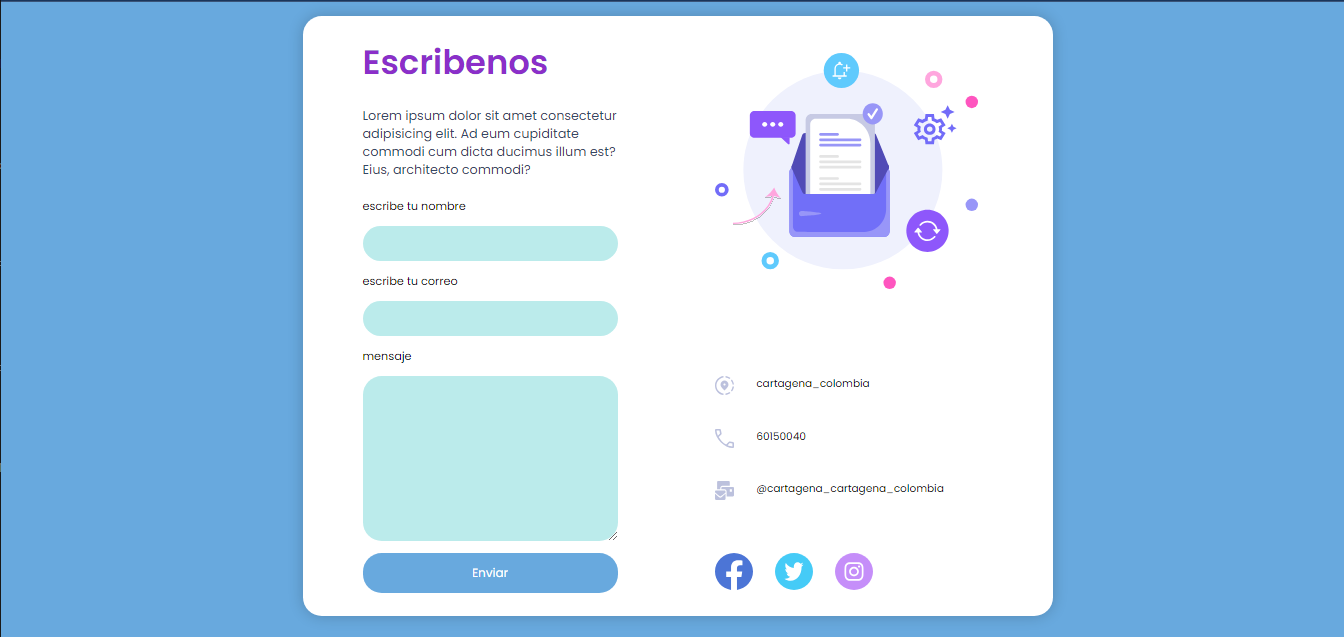 Escribenos
Lorem ipsum dolor sit amet consectetur
adipisicing elit. Ad eum cupiditate
commodi cum dicta ducimus illum est?
Eius, architecto commodi?
escribe tu nombre
escribe tu correo
mensaje
Enviar
cartagena_colombia
60150040
@cartagena_cartagena_colombia